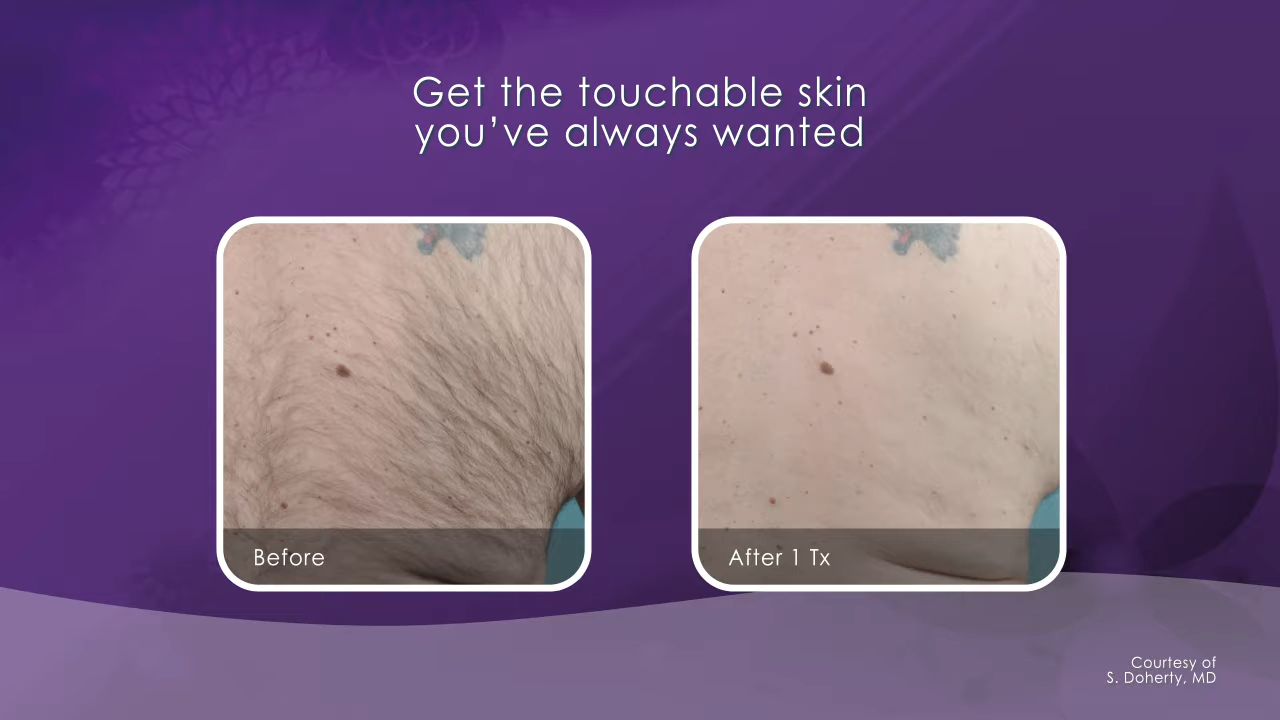 Get the touchable skin
you’ve always wanted
Before
After 1 Tx
Courtesy of
S. Doherty, MD